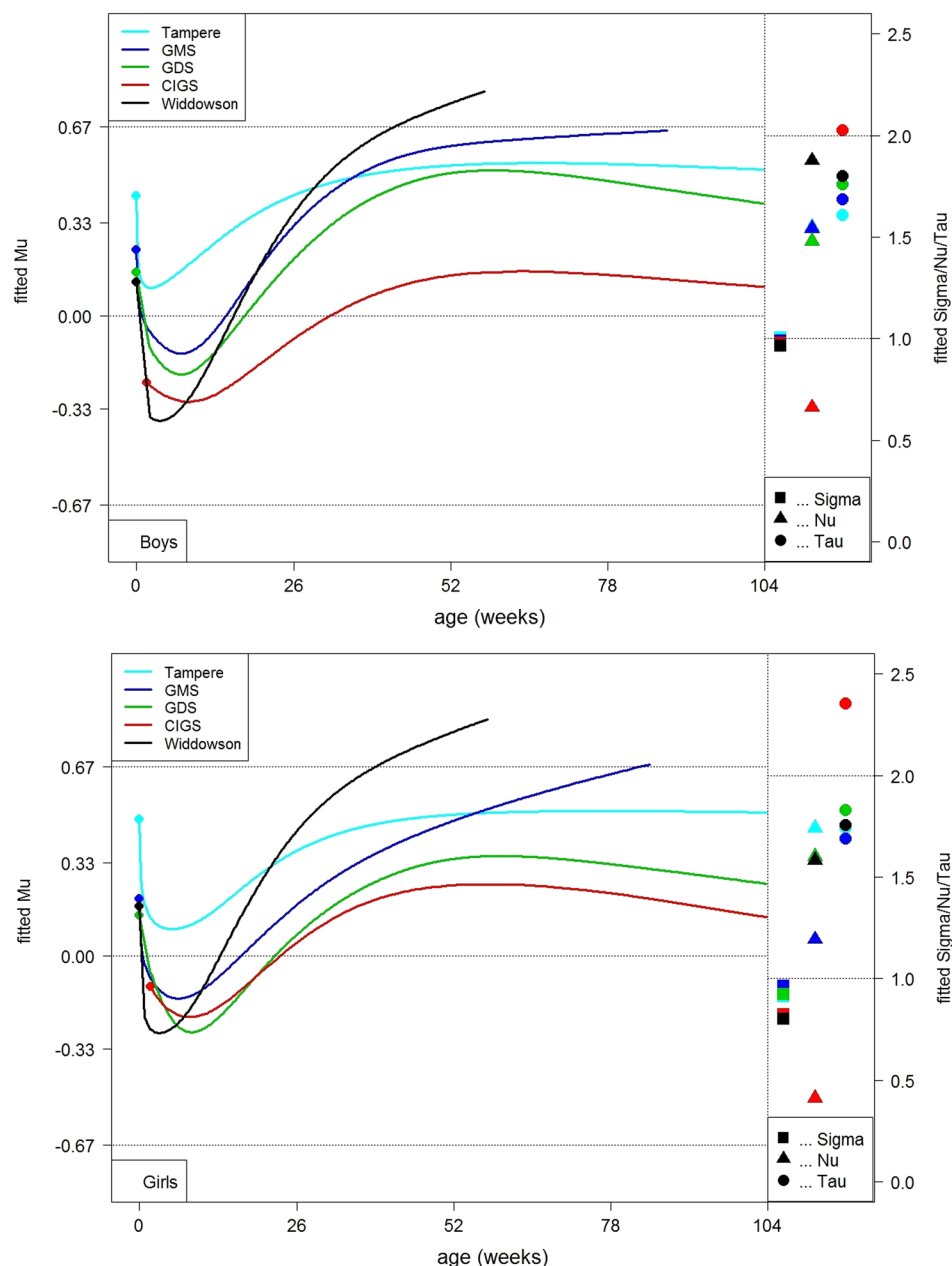 Tampere
GMS
GDS
CIGS
Widdowson
fitted Mu
0.67
0.33
0.00
-0.33
-0.67
2.5
2.0
1.5
1.0
0.5
0.0
fitted Sigma/Nu/Tau
... Sigma
... Nu
... Tau
Boys
0 26 52 78 104
age (weeks)
Tampere
GMS
GDS
CIGS
Widdowson
fitted Mu
0.67
0.33
0.00
-0.33
-0.67
2.5
2.0
1.5
1.0
0.5
0.0
fitted Sigma/Nu/Tau
... Sigma
... Nu
... Tau
Girls
0 26 52 78 104
age (weeks)